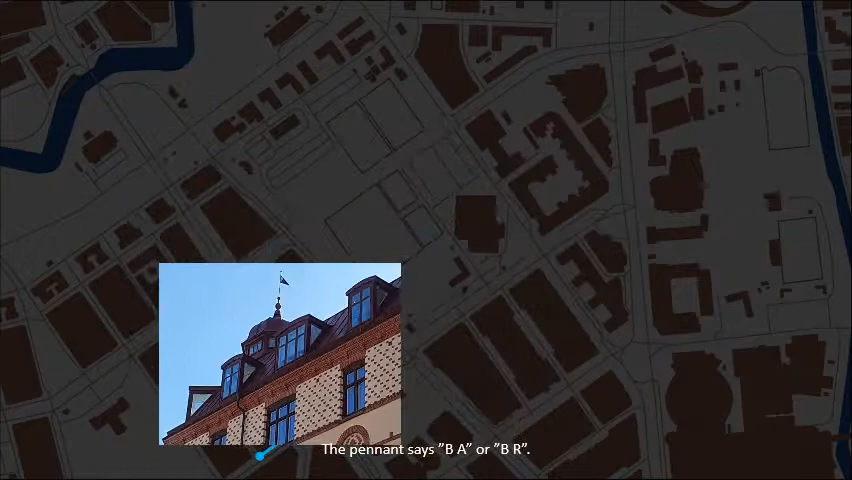 The pennant says ”B A” or ”B R”.